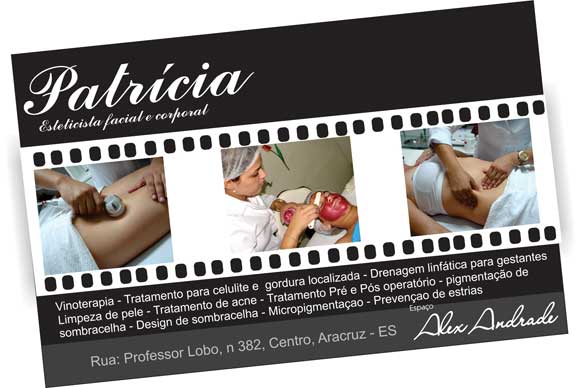 Patrícia
Esteticista facial e corporal
Vinoterapia - Tratamento para celulite e gordura localizada - Drenagem linfática para gestantes
Limpeza de pele - Tratamento de acne - Tratamento Pré e Pós operatório - pigmentação de
sombracelha - Design de sombracelha - Micropigmentaçao - Prevençao de estrias
Espaço
Alex Andrade
Rua: Professor Lobo, n 382, Centro, Aracruz - ES